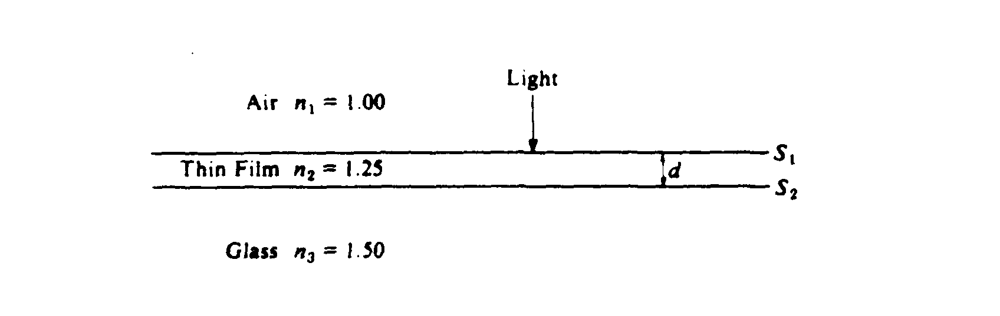 Light
Air n₁ = 1.00
S₁
Thin Film n₂ = 1.25
d
S₂
Glass n₃ = 1.50